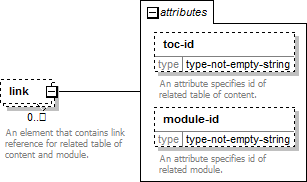 attributes
toc-id
type type-not-empty-string
An attribute specifies id of
related table of content.
link
0..
An element that contains link
reference for related table of
content and module.
module-id
type type-not-empty-string
An attribute specifies id of
related module.